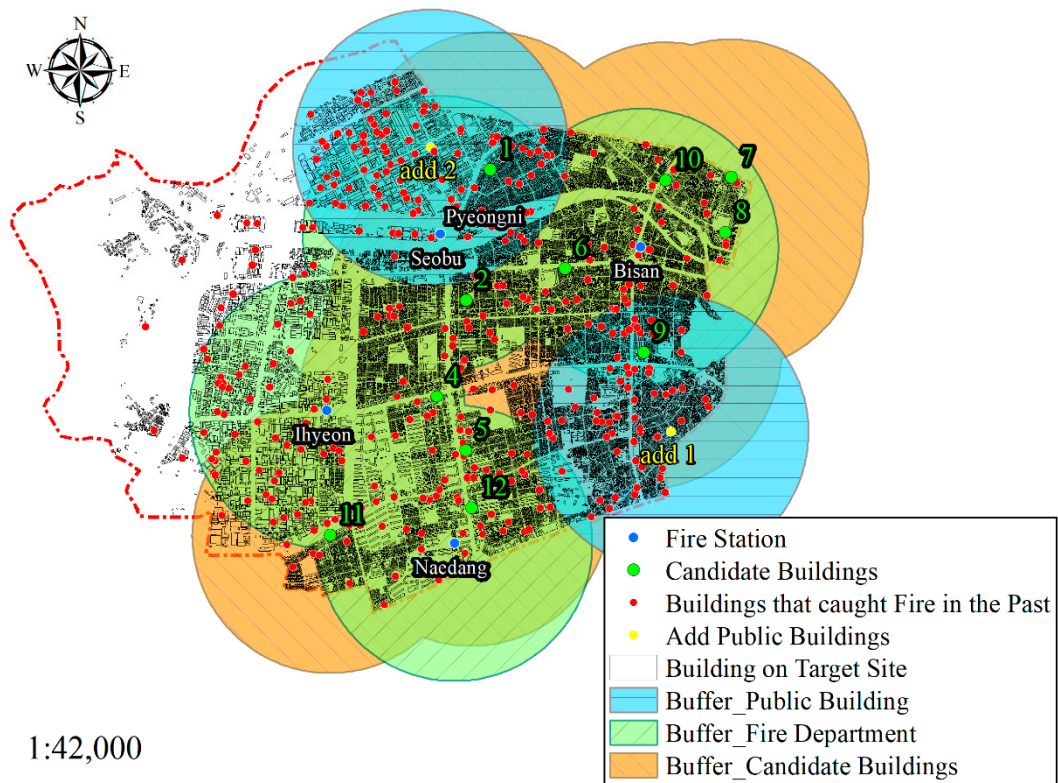 N
W
E
S
1
add 2
10
7
8
Pyeongni
Seobu
6
Bisan
2
9
4
Ihyeon
5
add 1
12
11
Naedang
Fire Station
Candidate Buildings
Buildings that caught Fire in the Past
Add Public Buildings
Building on Target Site
Buffer_Public Building
Buffer_Fire Department
Buffer_Candidate Buildings
1:42,000